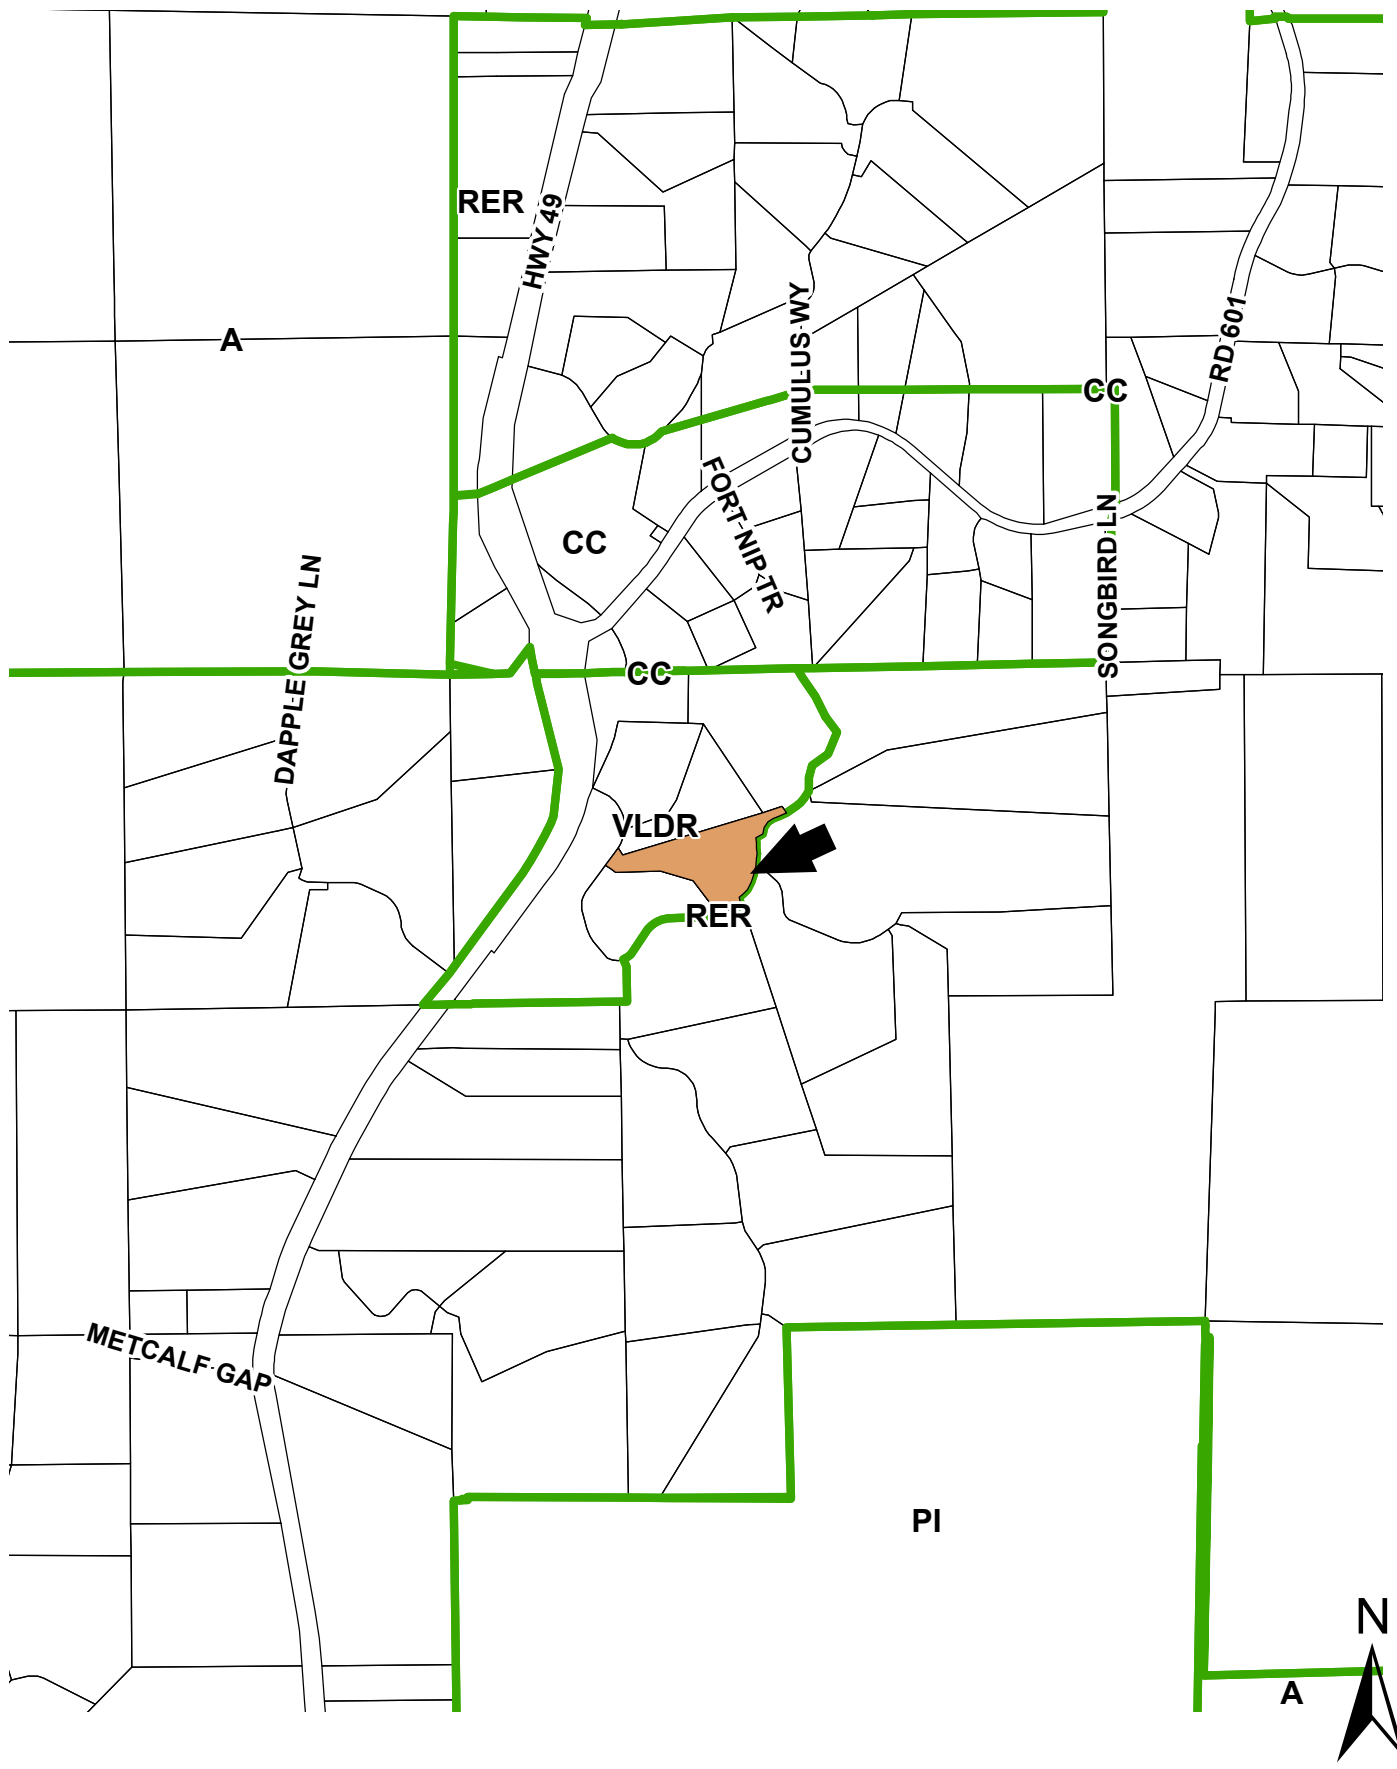 RER
HWY 49
A
CUMULUS WY
RD 601
CC
FORT NIP TR
CC
SONGBIRD LN
DAPPLE GREY LN
CC
VLDR
RER
METCALF GAP
PI
N
A